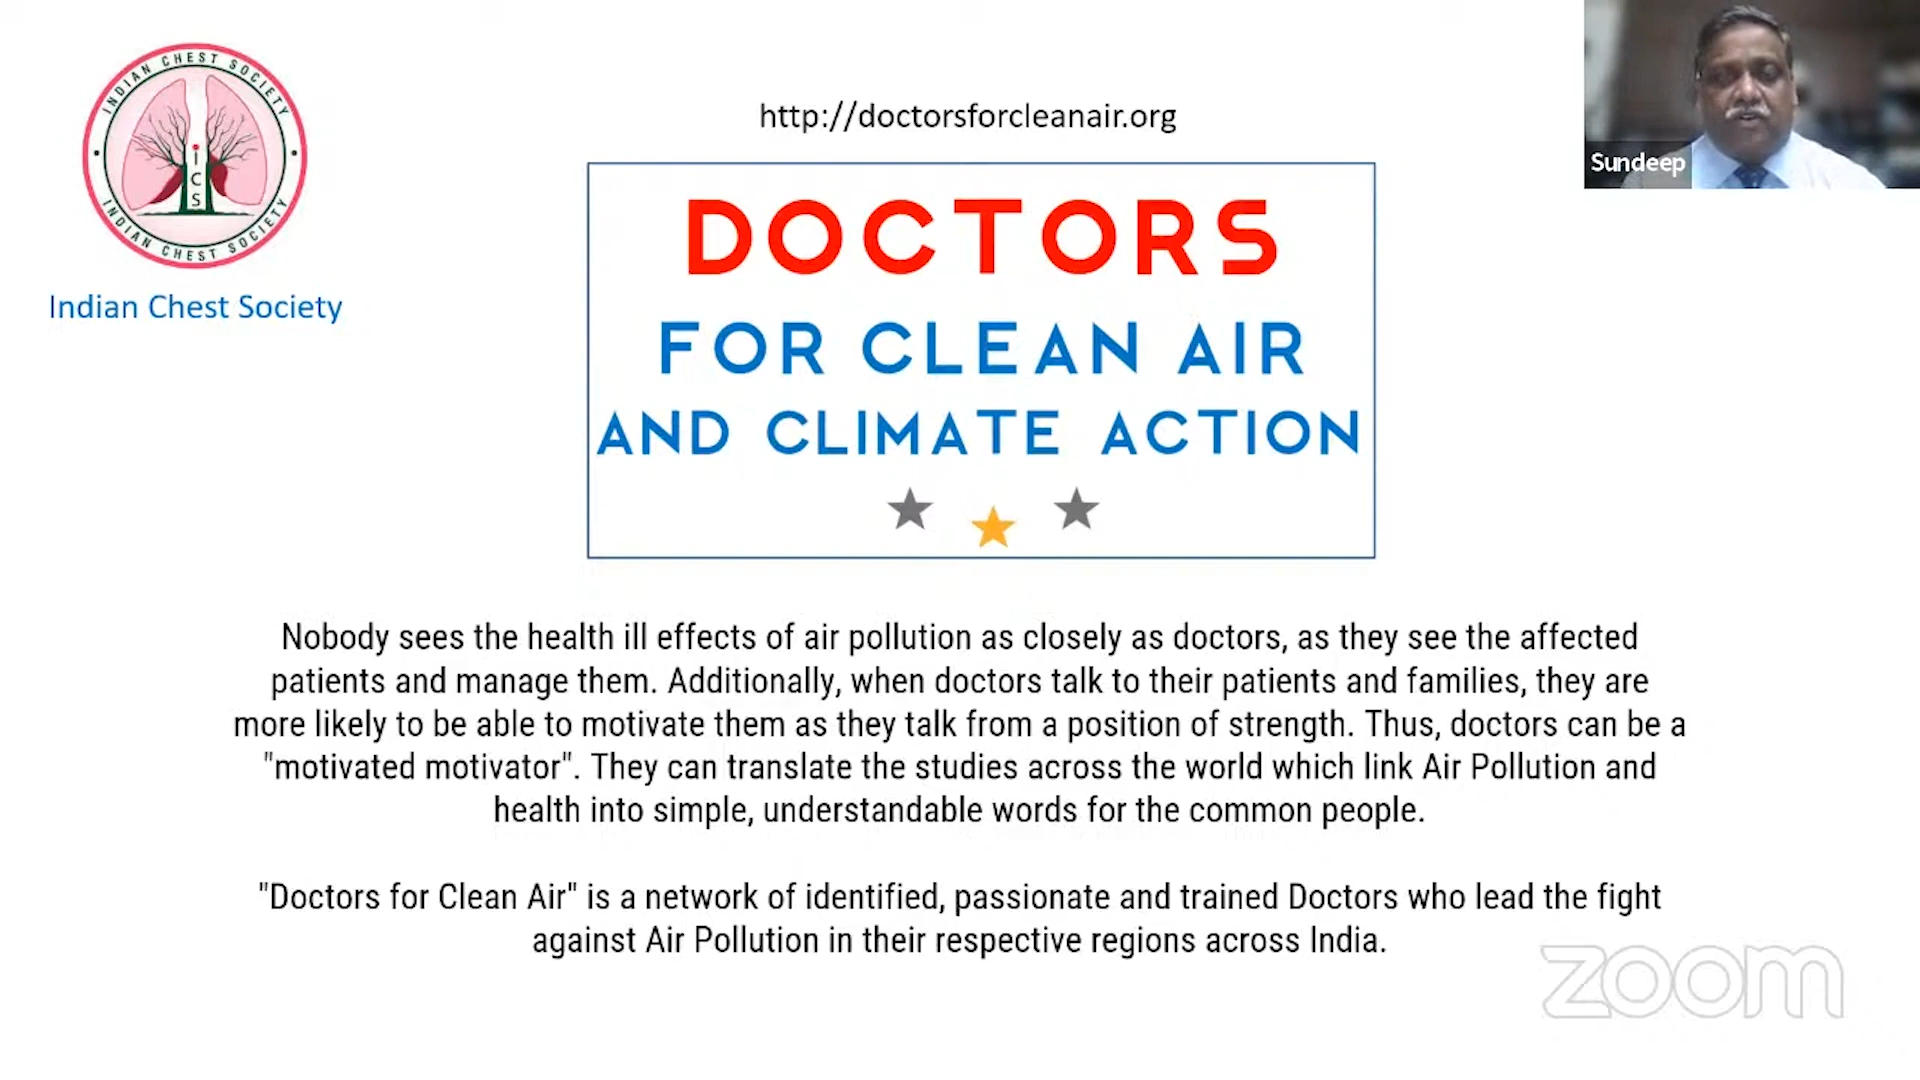 INDIAN CHEST SOCIETY
iCS
INDIAN CHEST SOCIETY
Indian Chest Society
http://doctorsforcleanair.org
DOCTORS
FOR CLEAN AIR
AND CLIMATE ACTION
Sundeep
Nobody sees the health ill effects of air pollution as closely as doctors, as they see the affected
patients and manage them. Additionally, when doctors talk to their patients and families, they are
more likely to be able to motivate them as they talk from a position of strength. Thus, doctors can be a
"motivated motivator". They can translate the studies across the world which link Air Pollution and
health into simple, understandable words for the common people.
"Doctors for Clean Air" is a network of identified, passionate and trained Doctors who lead the fight
against Air Pollution in their respective regions across India.
zoom